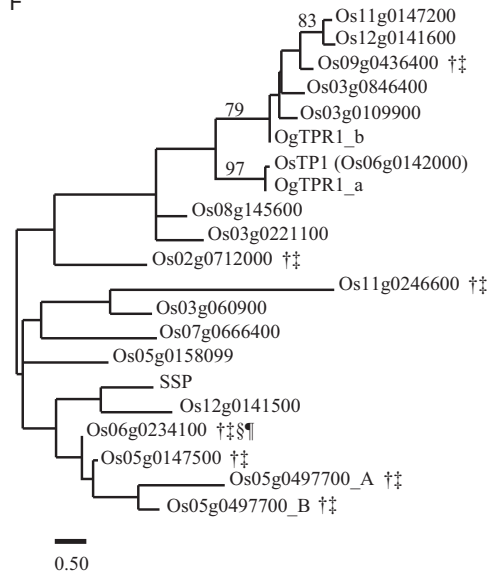 F
83
Os11g0147200
Os12g0141600
Os09g0436400 †‡
Os03g0846400
79
Os03g0109900
OgTPR1_b
97
OsTP1 (Os06g0142000)
OgTPR1_a
Os08g145600
Os03g0221100
Os02g0712000 †‡
Os11g0246600 †‡
Os03g060900
Os07g0666400
Os05g0158099
SSP
Os12g0141500
Os06g0234100 †‡§¶
Os05g0147500 †‡
Os05g0497700_A †‡
Os05g0497700_B †‡
0.50